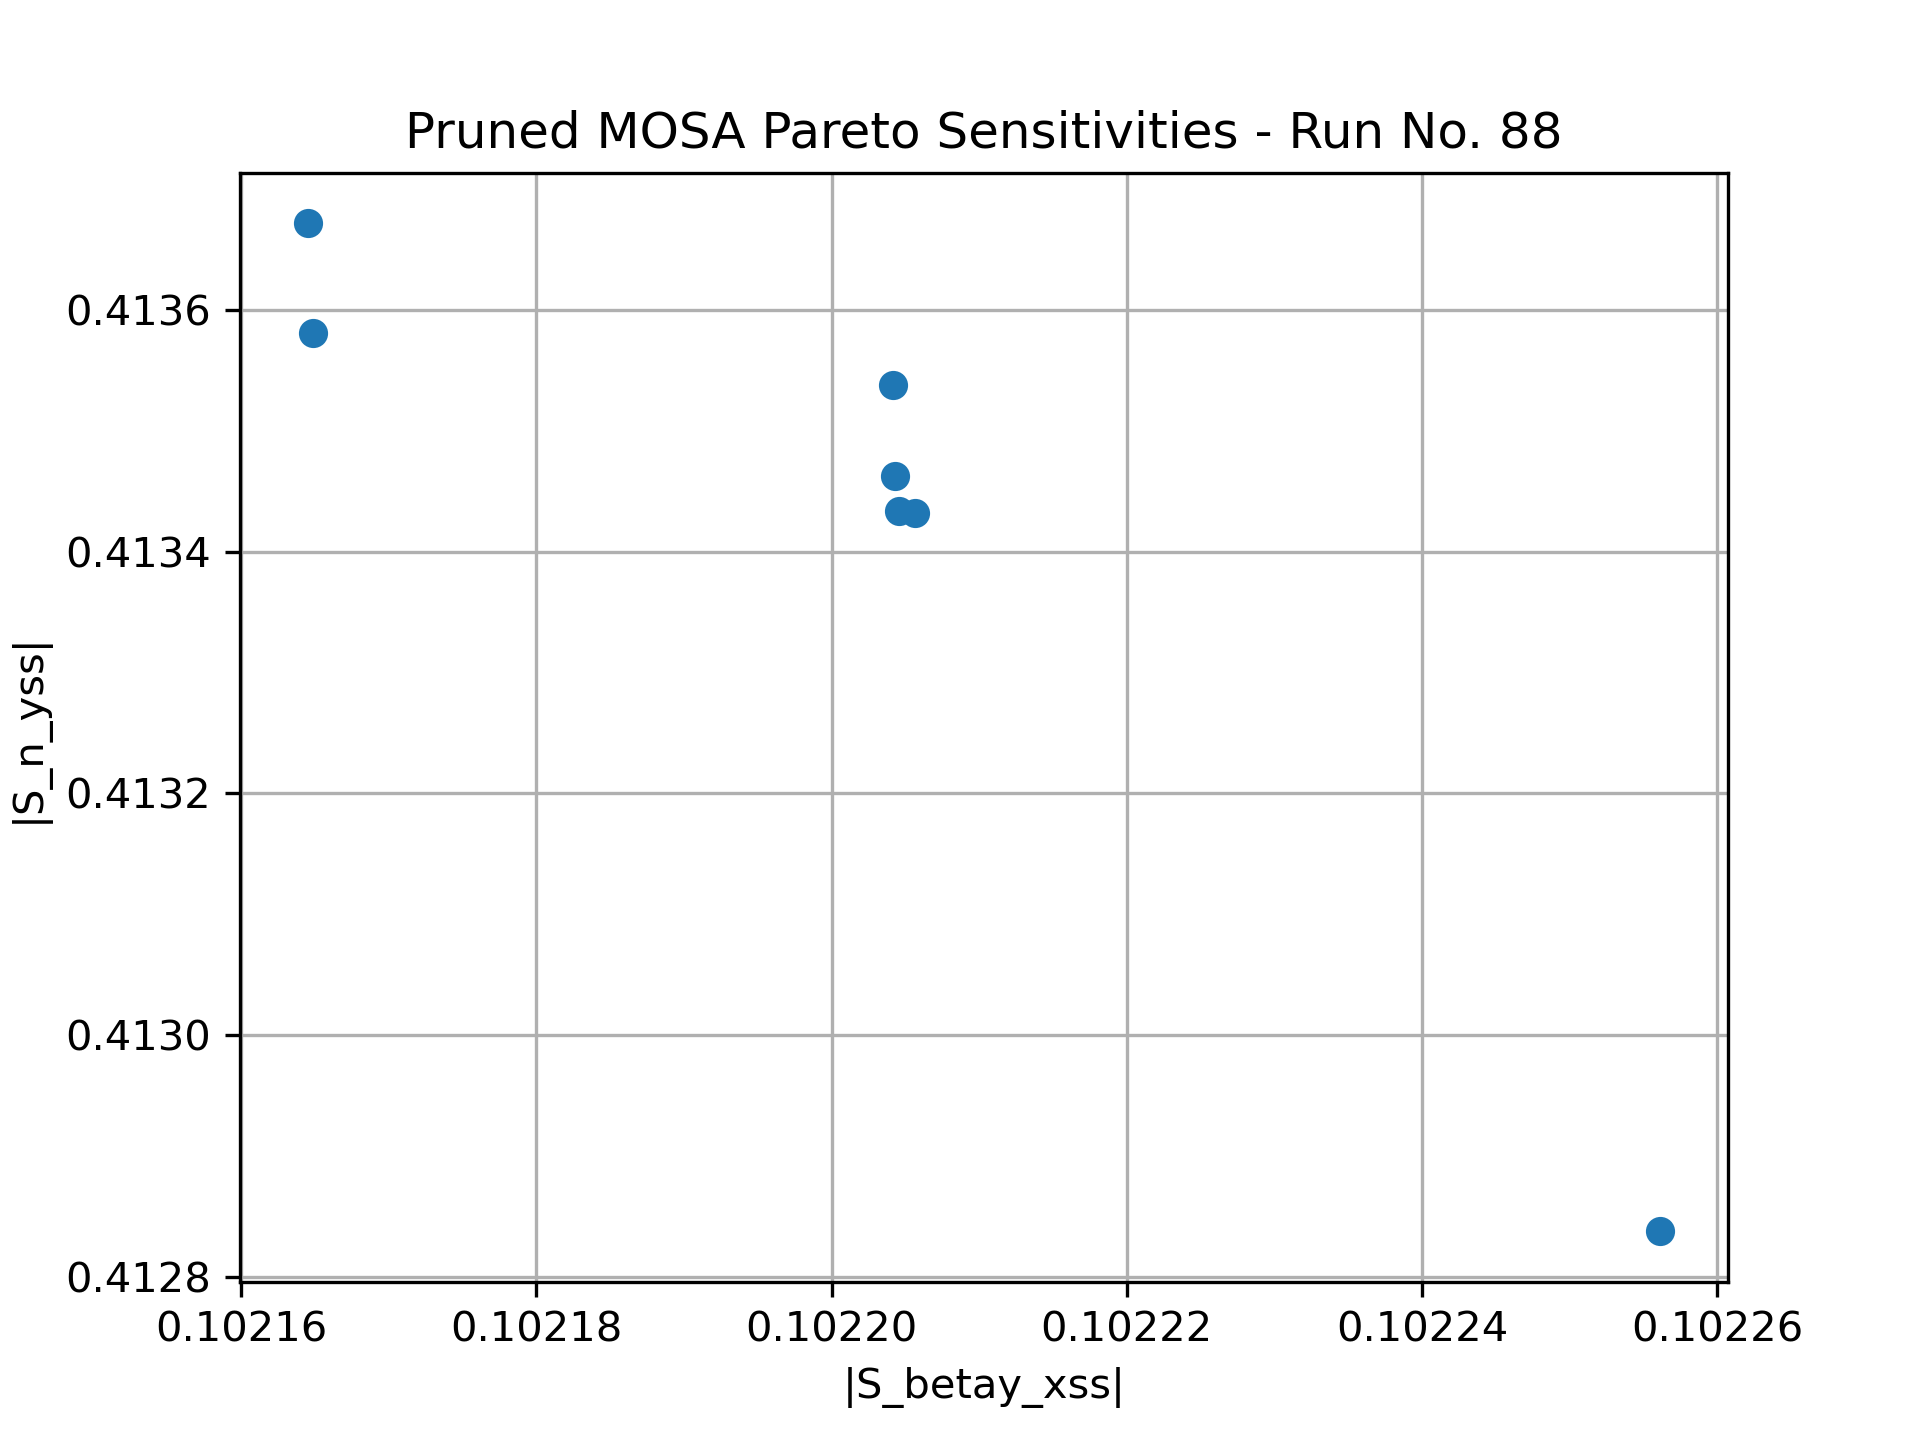 Pruned MOSA Pareto Sensitivities - Run No. 88
|S_n_yss|
0.4136
0.4134
0.4132
0.4130
0.4128
0.10216 0.10218 0.10220 0.10222 0.10224 0.10226
|S_betay_xss|